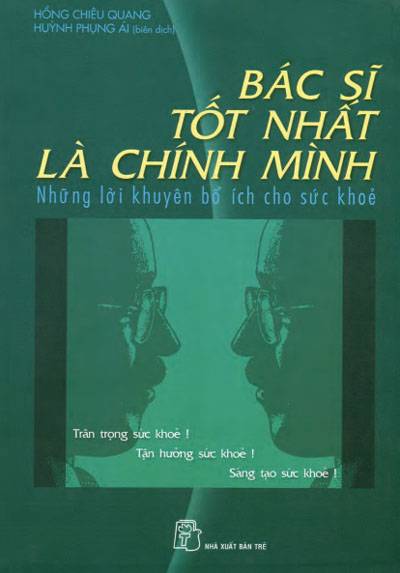 HỒNG CHIÊU QUANG
HUỲNH PHỤNG ÁI (biên dịch)
BÁC SĨ
TỐT NHẤT
LÀ CHÍNH MÌNH
Những lời khuyên bổ ích cho sức khoẻ
Trân trọng sức khoẻ !
Tận hưởng sức khoẻ !
Sáng tạo sức khoẻ !
NHÀ XUẤT BẢN TRẺ